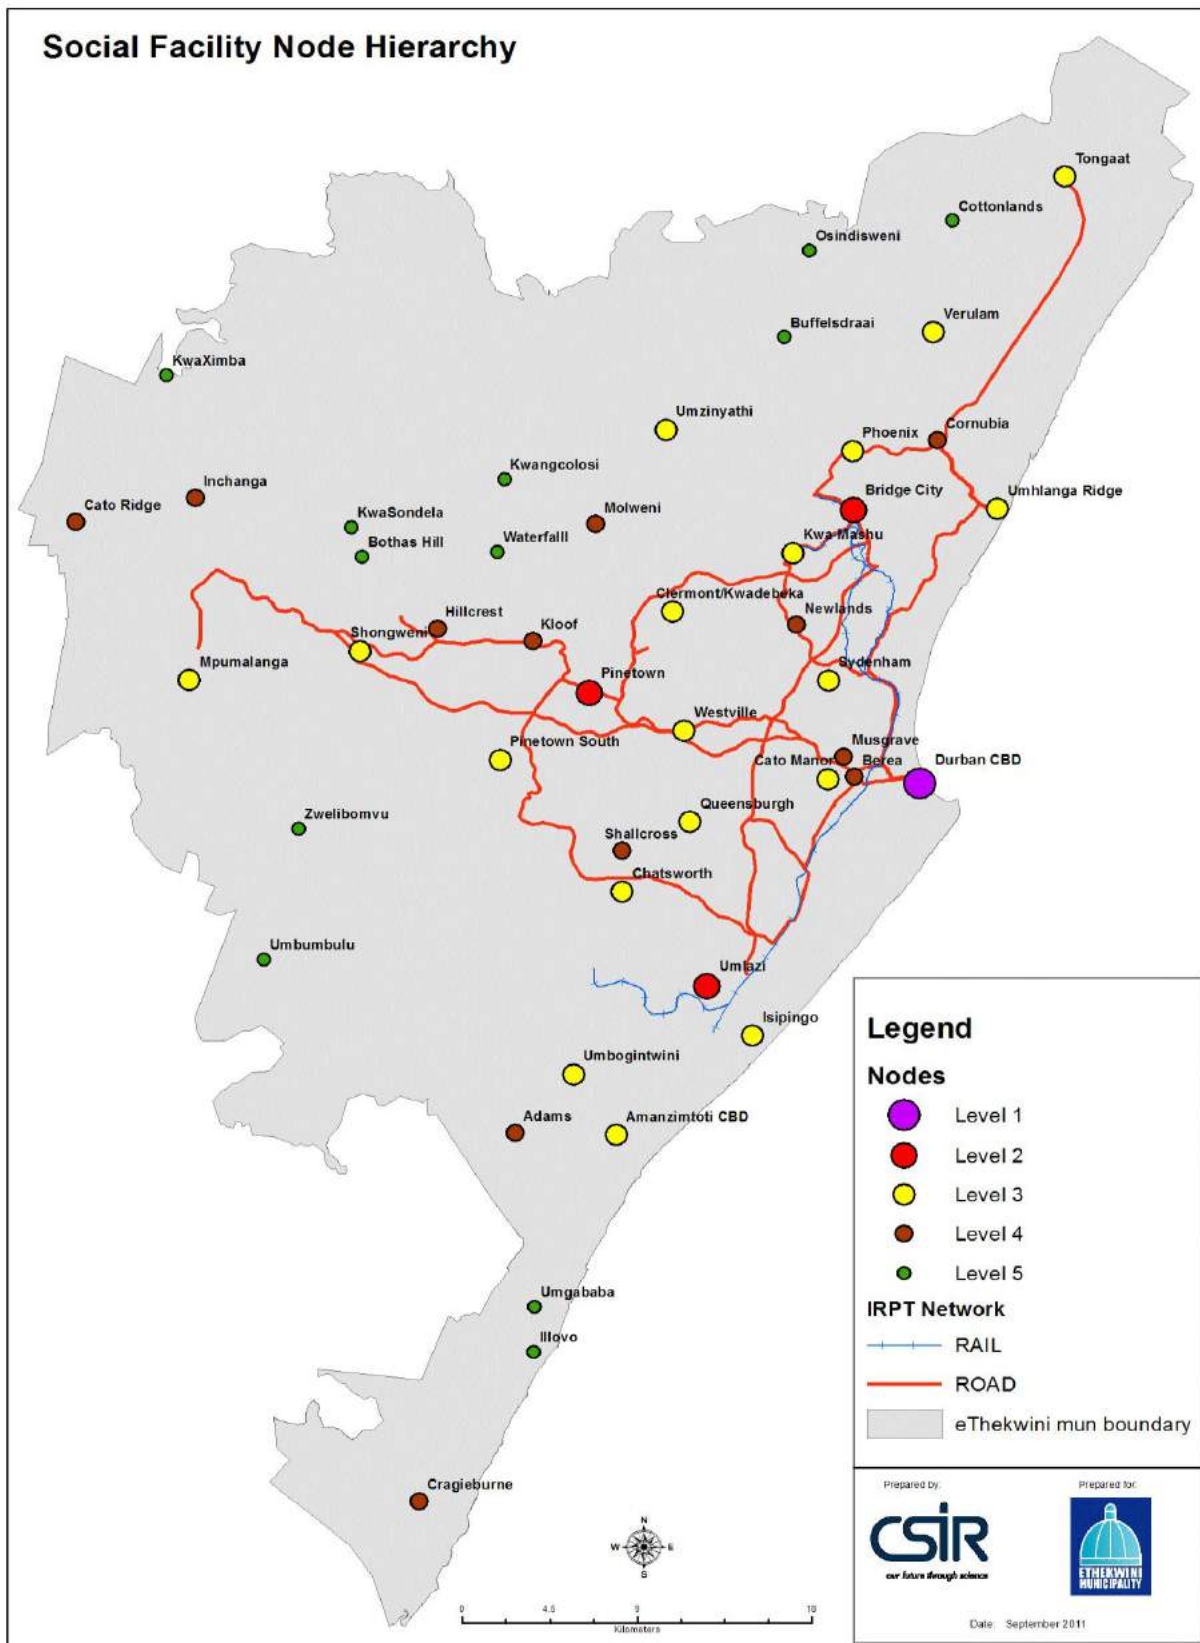 Social Facility Node Hierarchy
Tongaat
Cottonlands
Osindisweni
Verulam
Buffelsdraai
KwaXimba
Umzinyathi
Cornubia
Phoenix
Kwangcolosi
Inchanga
Bridge City
Umhlanga Ridge
Cato Ridge
KwaSondela
Molweni
Waterfalll
Bothas Hill
Kwa Mashu
Clermont/Kwadebeka
Newlands
Hillcrest
Kloof
Shongweni
Mpumalanga
Pinetown
Sydenham
Westville
Pinetown South
Musgrave
Cato Manor
Berea
Durban CBD
Queensburgh
Zwelibomvu
Shallcross
Chatsworth
Umbumbulu
Umlazi
Isipingo
Umbogintwini
Adams
Amanzimtoti CBD
Umgababa
Illovo
Cragieburne
Legend
Nodes
Level 1
Level 2
Level 3
Level 4
Level 5
IRPT Network
RAIL
ROAD
eThekwini mun boundary
Prepared by:
Prepared for:
CSIR
our future through science
ETHEKWINI
MUNICIPALITY
Date: September 2011
N
W E
S
0 4.5 9 18
Kilometers